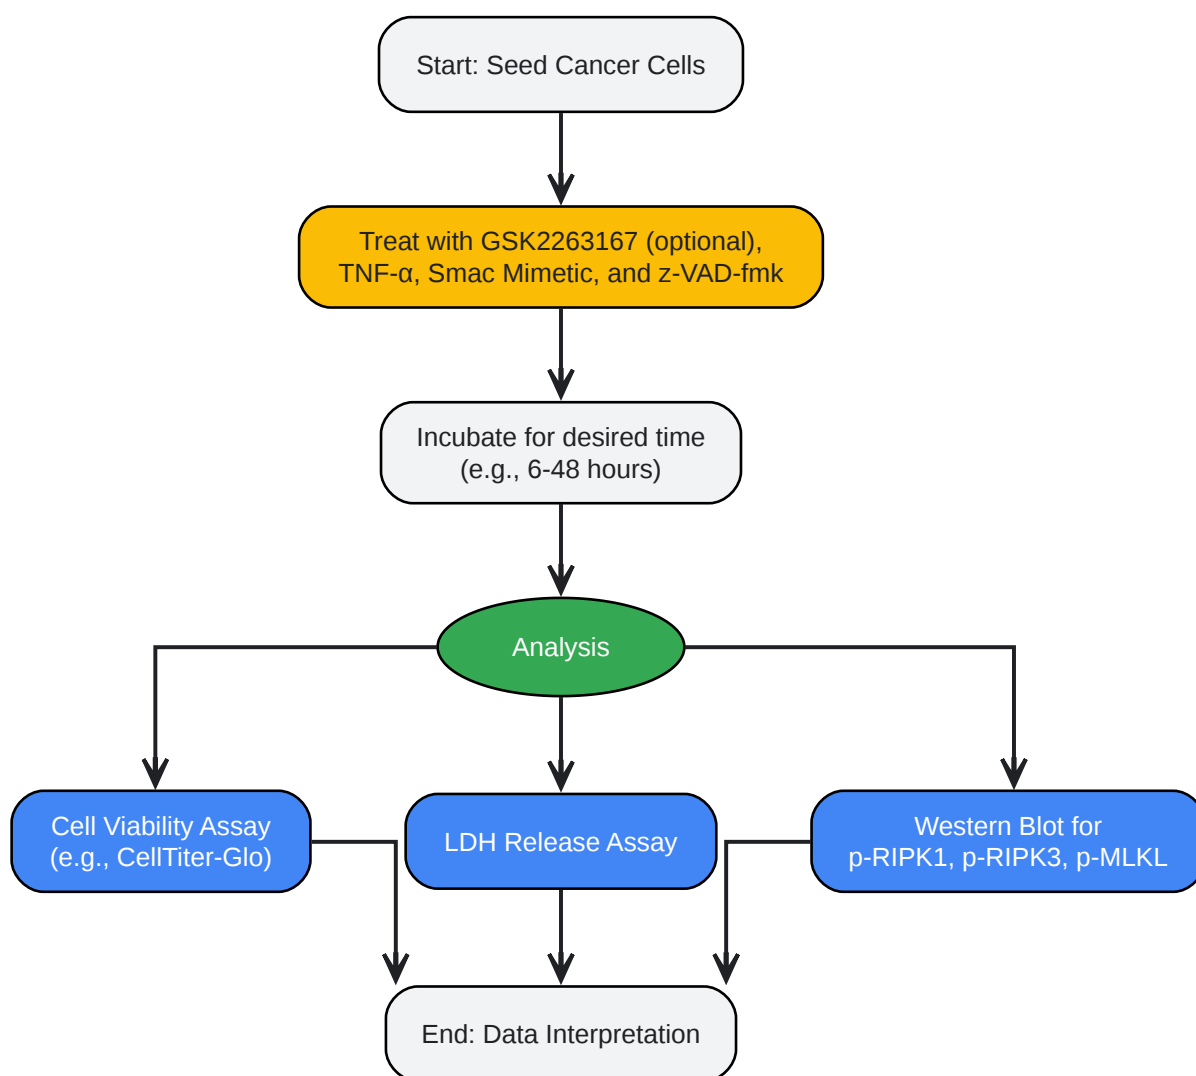 Start: Seed Cancer Cells
Treat with GSK2263167 (optional),
TNF-α, Smac Mimetic, and z-VAD-fmk
Incubate for desired time
(e.g., 6-48 hours)
Analysis
Cell Viability Assay
(e.g., CellTiter-Glo)
LDH Release Assay
Western Blot for
p-RIPK1, p-RIPK3, p-MLKL
End: Data Interpretation